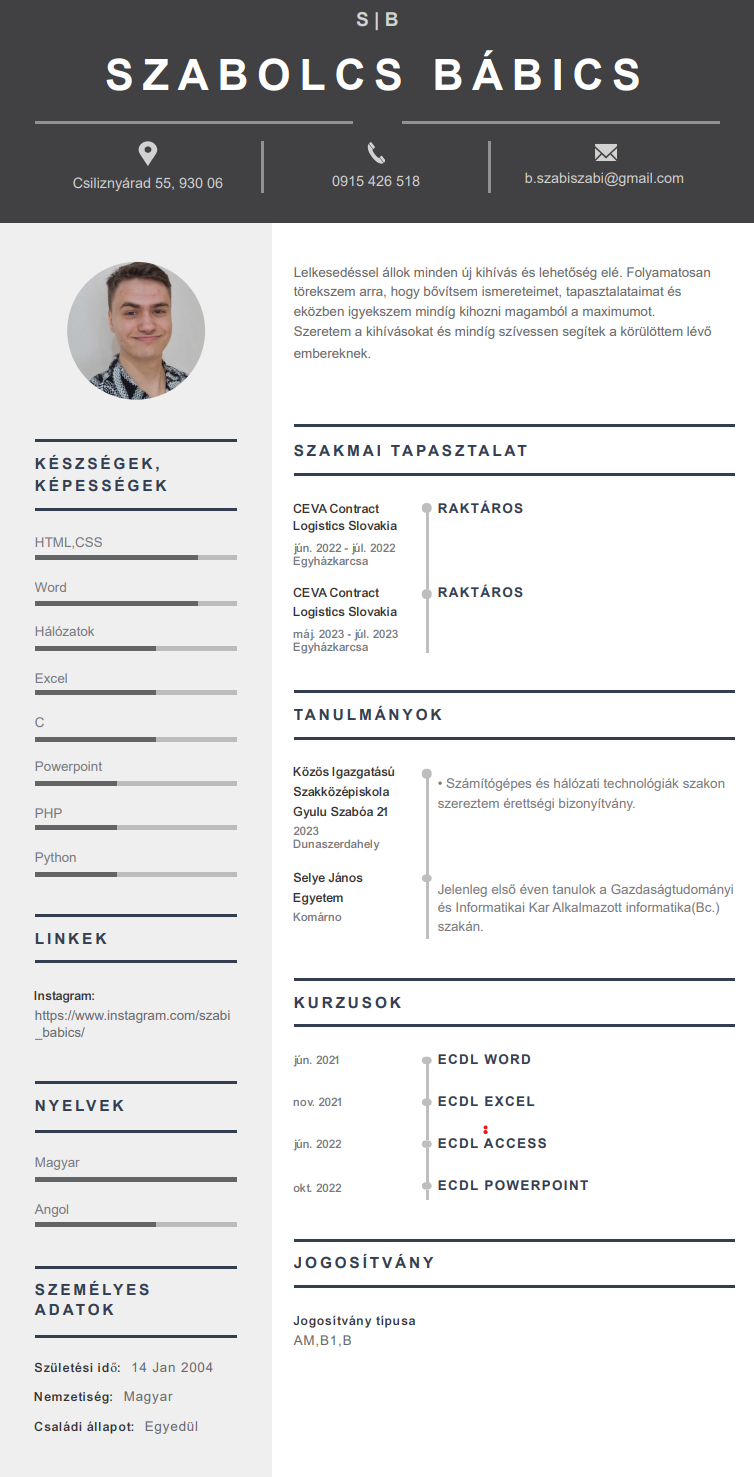 S|B
SZABOLCS BÁBICS
Csiliznyárad 55, 930 06
0915 426 518
b.szabiszabi@gmail.com
Lelkesedéssel állok minden új kihívás és lehetőség elé. Folyamatosan
törekszem arra, hogy bővítsem ismereteimet, tapasztalataimat és
eközben igyekszem mindíg kihozni magamból a maximumot.
Szeretem a kihívásokat és mindíg szívessen segítek a körülöttem lévő
embereknek.
KÉSZSÉGEK,
KÉPESSÉGEK
HTML,CSS
Word
Hálózatok
Excel
C
Powerpoint
PHP
Python
LINKEK
Instagram:
https://www.instagram.com/szabi
_babics/
NYELVEK
Magyar
Angol
SZEMÉLYES
ADATOK
Születési idő: 14 Jan 2004
Nemzetiség: Magyar
Családi állapot: Egyedül
SZAKMAI TAPASZTALAT
CEVA Contract
Logistics Slovakia
jún. 2022 - júl. 2022
Egyházkarcsa
RAKTÁROS
CEVA Contract
Logistics Slovakia
máj. 2023 - júl. 2023
Egyházkarcsa
RAKTÁROS
TANULMÁNYOK
Közös Igazgatású
Szakközépiskola
Gyulu Szabóa 21
2023
Dunaszerdahely
• Számítógépes és hálózati technológiák szakon
szereztem érettségi bizonyítvány.
Selye János
Egyetem
Komárno
Jelenleg első éven tanulok a Gazdaságtudományi
és Informatikai Kar Alkalmazott informatika(Bc.)
szakán.
KURZUSOK
jún. 2021
ECDL WORD
nov. 2021
ECDL EXCEL
jún. 2022
ECDL ACCESS
okt. 2022
ECDL POWERPOINT
JOGOSÍTVÁNY
Jogosítvány típusa
AM,B1,B